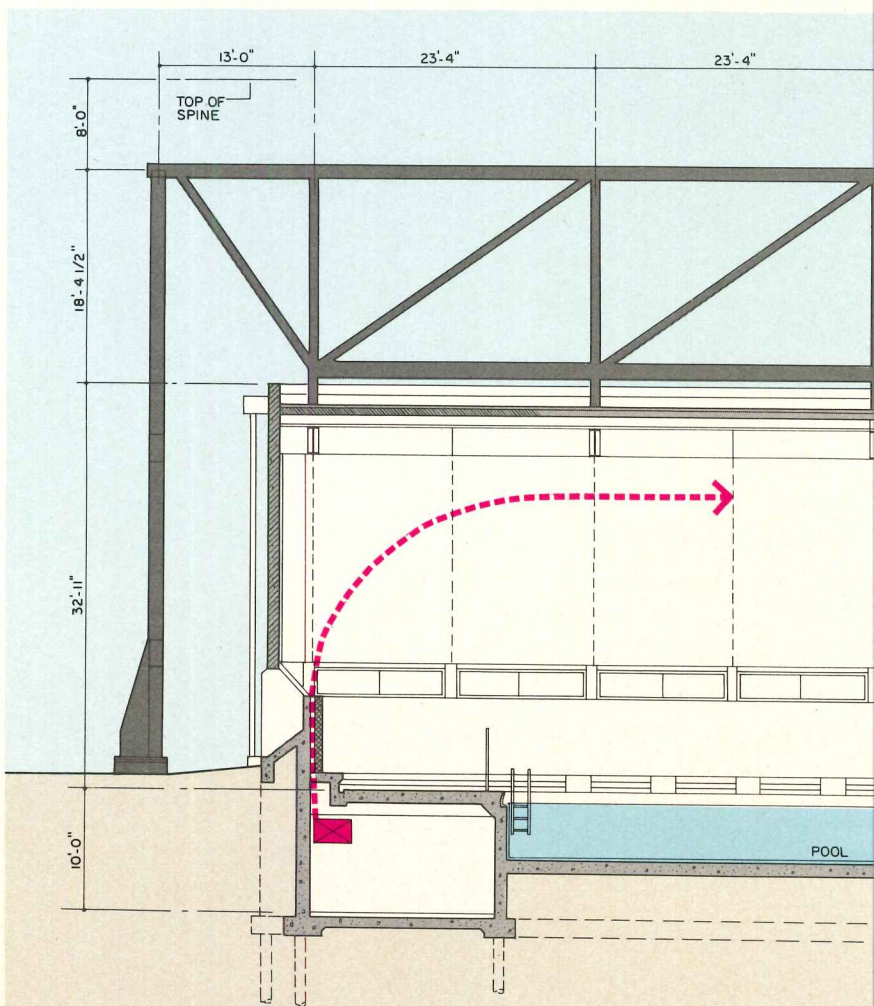 13'-0"
23'-4"
23'-4"
TOP OF
SPINE
8'-0"
18'-4 1/2"
32'-11"
10'-0"
POOL